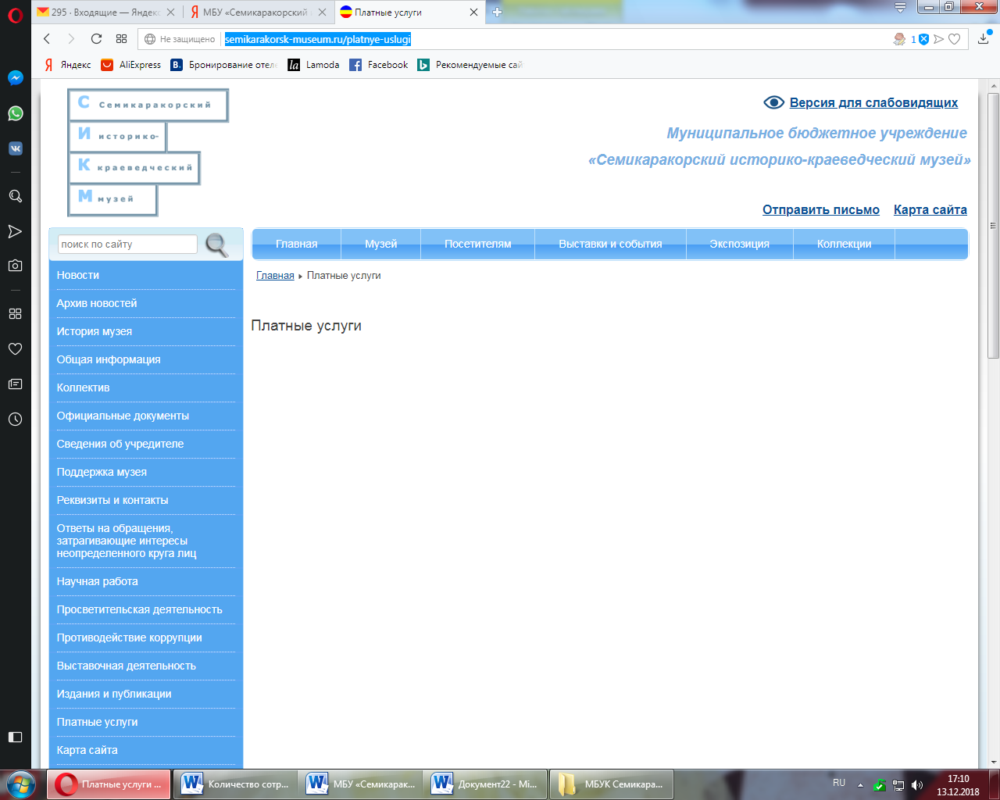 295 · Входящие — Яндекс
МБУ «Семикаракорский
Платные услуги
Не защищено
semikarakorsk-museum.ru/platnye-uslugi
1
Яндекс
AliExpress
Бронирование отеле
Lamoda
Facebook
Рекомендуемые сай
С Семикаракорский
И историко-
К краеведческий
М музей
Версия для слабовидящих
Муниципальное бюджетное учреждение
«Семикаракорский историко-краеведческий музей»
Отправить письмо Карта сайта
поиск по сайту
Главная Музей Посетителям Выставки и события Экспозиция Коллекции
Главная Платные услуги
Платные услуги
Новости
Архив новостей
История музея
Общая информация
Коллектив
Официальные документы
Сведения об учредителе
Поддержка музея
Реквизиты и контакты
Ответы на обращения,
затрагивающие интересы
неопределенного круга лиц
Научная работа
Просветительская деятельность
Противодействие коррупции
Выставочная деятельность
Издания и публикации
Платные услуги
Карта сайта
Платные услуги ...
Количество сотр...
МБУ «Семикарак...
Документ22 - Mi...
МБУК Семикара...
RU
17:10
13.12.2018